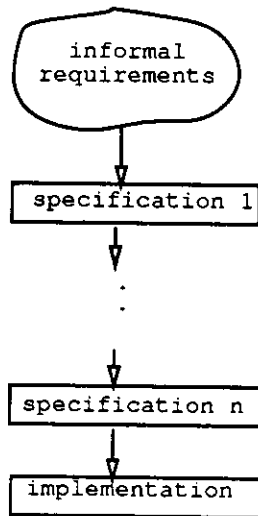 informal
requirements
specification 1
specification n
implementation